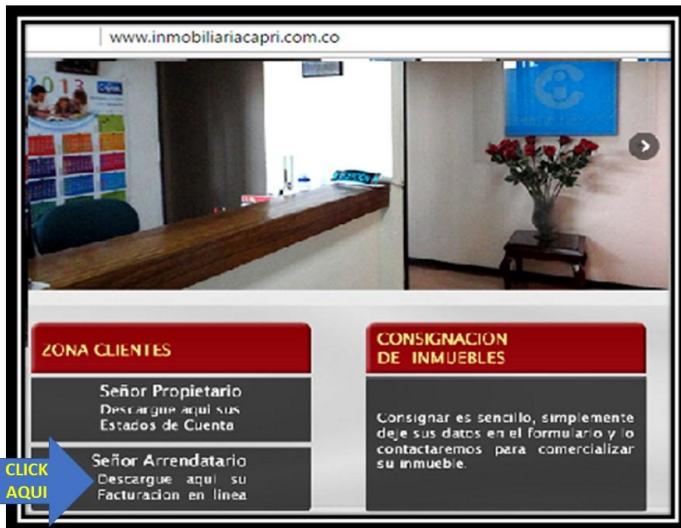 www.inmobiliariacapri.com.co
2013
ZONA CLIENTES
Señor Propietario
Descargue aqui sus
Estados de Cuenta
Señor Arrendatario
Descargue aqui su
Facturacion en linea
CLICK
AQUI
CONSIGNACION
DE INMUEBLES
Consignar es sencillo, simplemente
deje sus datos en el formulario y lo
contactaremos para comercializar
su inmueble.